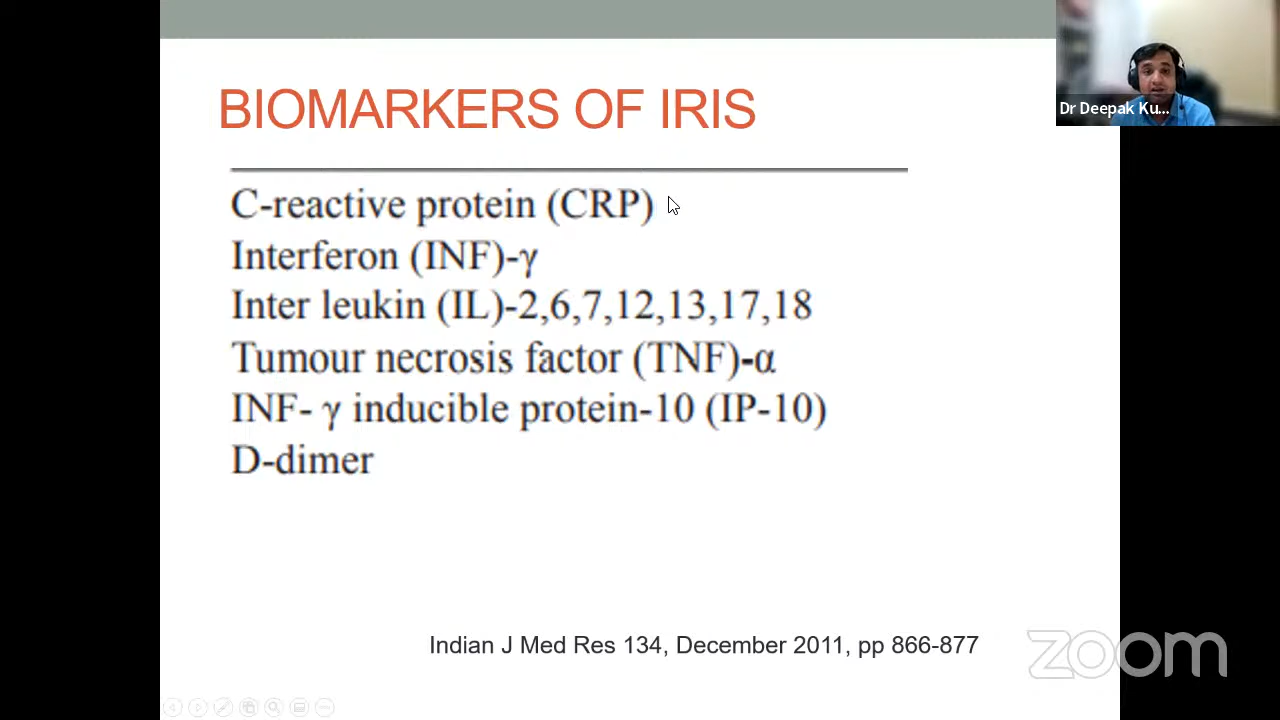 BIOMARKERS OF IRIS
Dr Deepak Ku...
C-reactive protein (CRP)
Interferon (INF)-γ
Inter leukin (IL)-2,6,7,12,13,17,18
Tumour necrosis factor (TNF)-α
INF- γ inducible protein-10 (IP-10)
D-dimer
Indian J Med Res 134, December 2011, pp 866-877
zoom